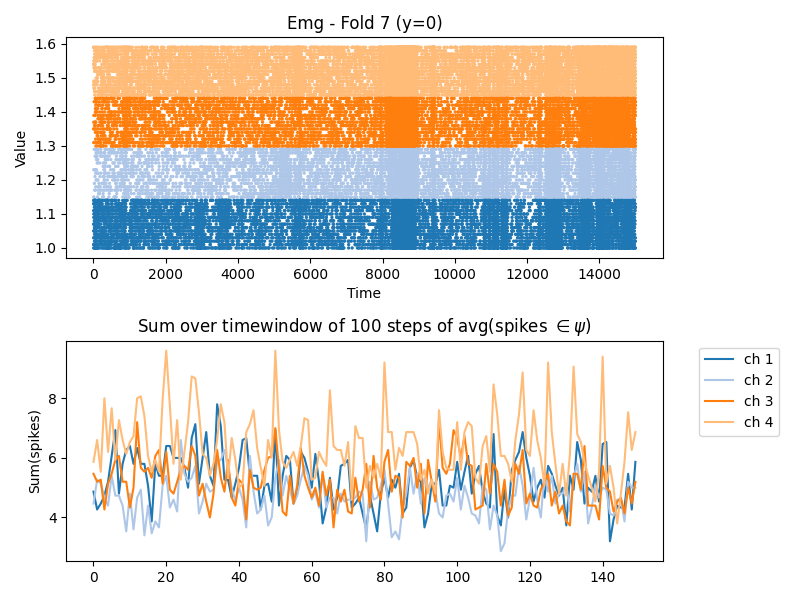 Emg - Fold 7 (y=0)
Value
1.6
1.5
1.4
1.3
1.2
1.1
1.0
0 2000 4000 6000 8000 10000 12000 14000
Time
Sum over timewindow of 100 steps of avg(spikes ∈ ψ)
Sum(spikes)
8
6
4
0 20 40 60 80 100 120 140
ch 1
ch 2
ch 3
ch 4